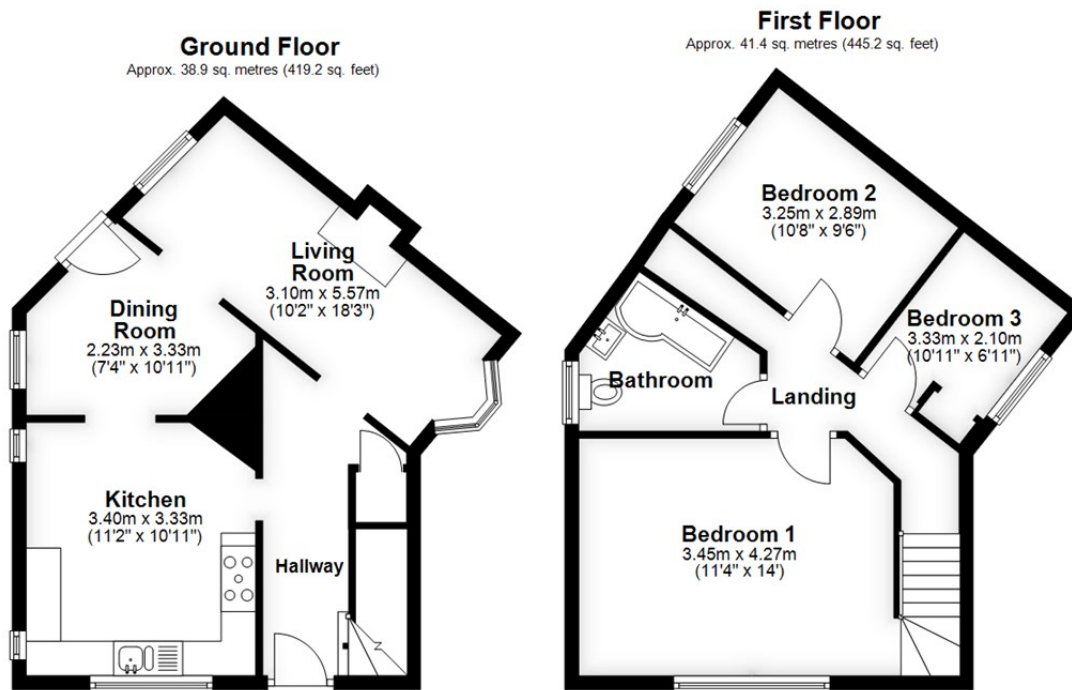 Ground Floor
Approx. 38.9 sq. metres (419.2 sq. feet)
Living
Room
3.10m x 5.57m
(10'2" x 18'3")
Dining
Room
2.23m x 3.33m
(7'4" x 10'11")
Kitchen
3.40m x 3.33m
(11'2" x 10'11")
Hallway
First Floor
Approx. 41.4 sq. metres (445.2 sq. feet)
Bedroom 2
3.25m x 2.89m
(10'8" x 9'6")
Bedroom 3
3.33m x 2.10m
(10'11" x 6'11")
Bathroom
Landing
Bedroom 1
3.45m x 4.27m
(11'4" x 14')